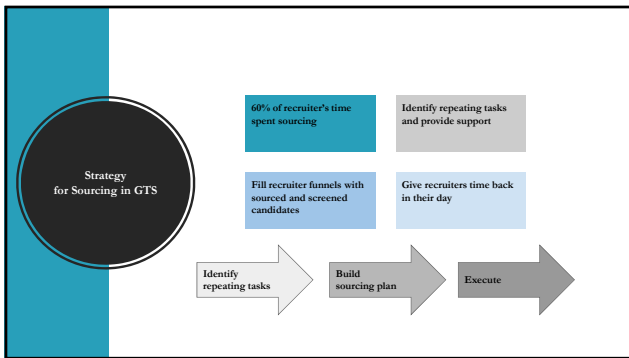 Strategy
for Sourcing in GTS
60% of recruiter's time
spent sourcing
Identify repeating tasks
and provide support
Fill recruiter funnels with
sourced and screened
candidates
Give recruiters time back
in their day
Identify
repeating tasks
Build
sourcing plan
Execute